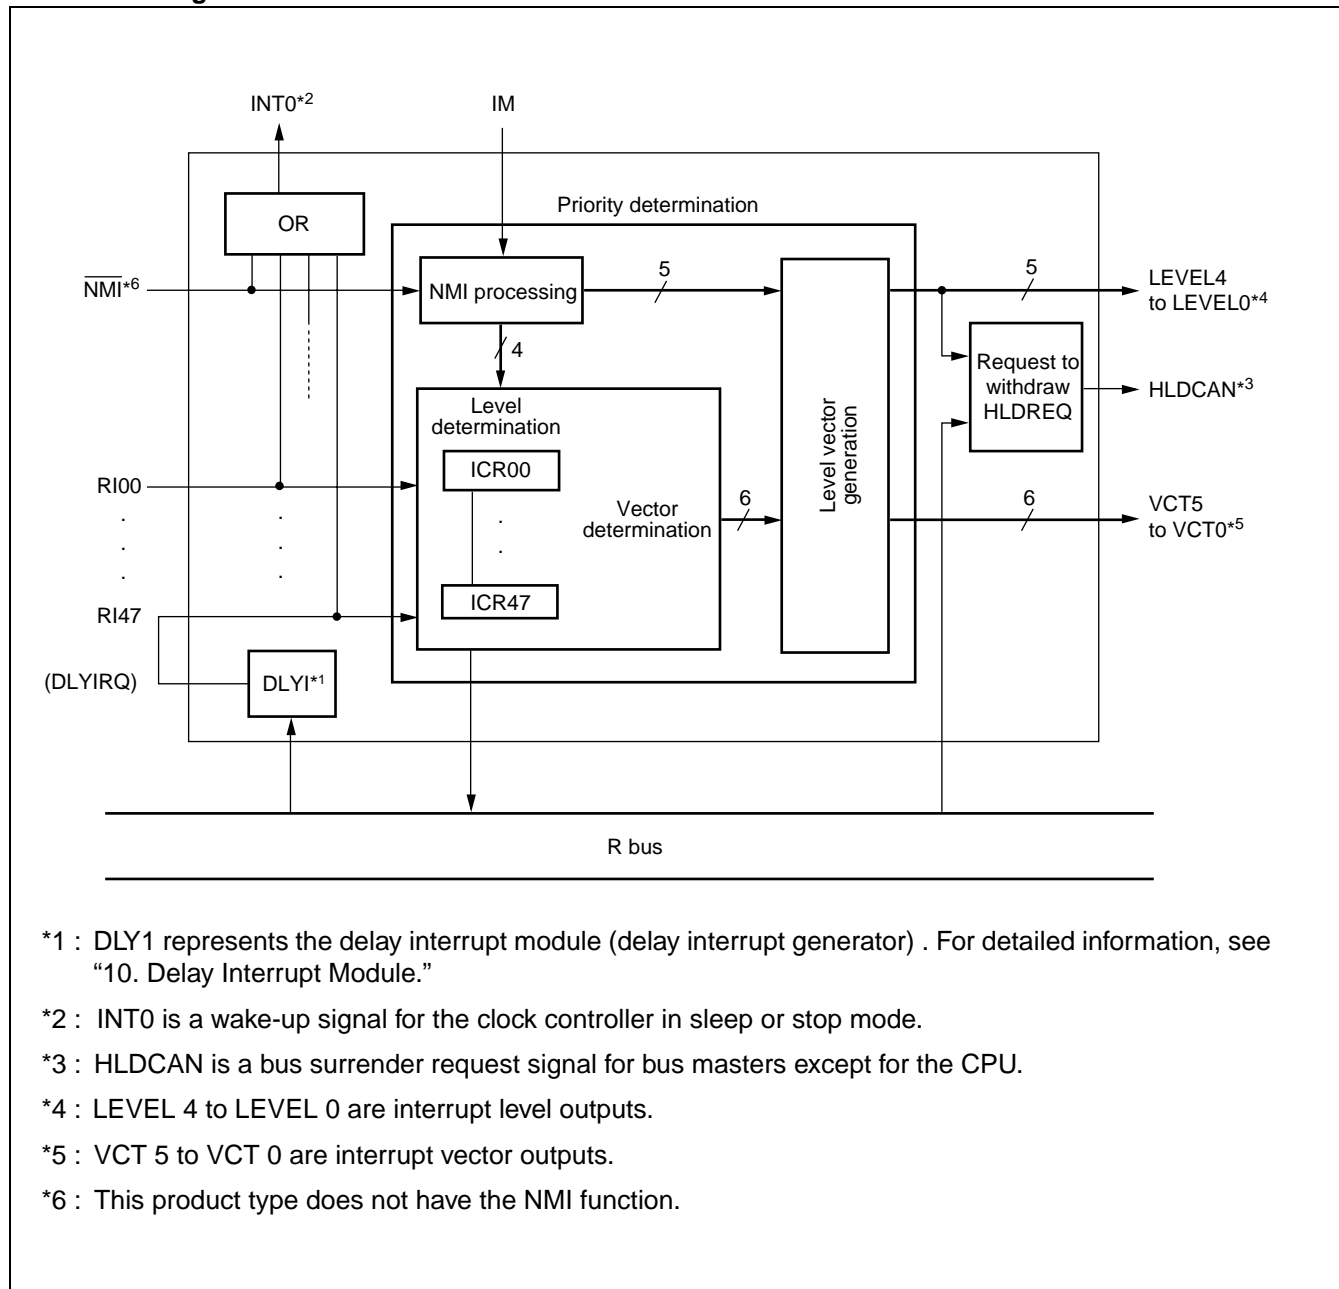 INT0*2
IM
OR
Priority determination
NMI*6
NMI processing
5
5
LEVEL4
to LEVEL0*4
4
Request to
withdraw
HLDREQ
HLDCAN*3
Level
determination
ICR00
RI00
Vector
determination
6
Level vector
generation
6
VCT5
to VCT0*5
. . .
. . .
. .
ICR47
RI47
(DLYIRQ)
DLYI*1
R bus
*1 : DLY1 represents the delay interrupt module (delay interrupt generator) . For detailed information, see
“10. Delay Interrupt Module.”
*2 : INT0 is a wake-up signal for the clock controller in sleep or stop mode.
*3 : HLDCAN is a bus surrender request signal for bus masters except for the CPU.
*4 : LEVEL 4 to LEVEL 0 are interrupt level outputs.
*5 : VCT 5 to VCT 0 are interrupt vector outputs.
*6 : This product type does not have the NMI function.